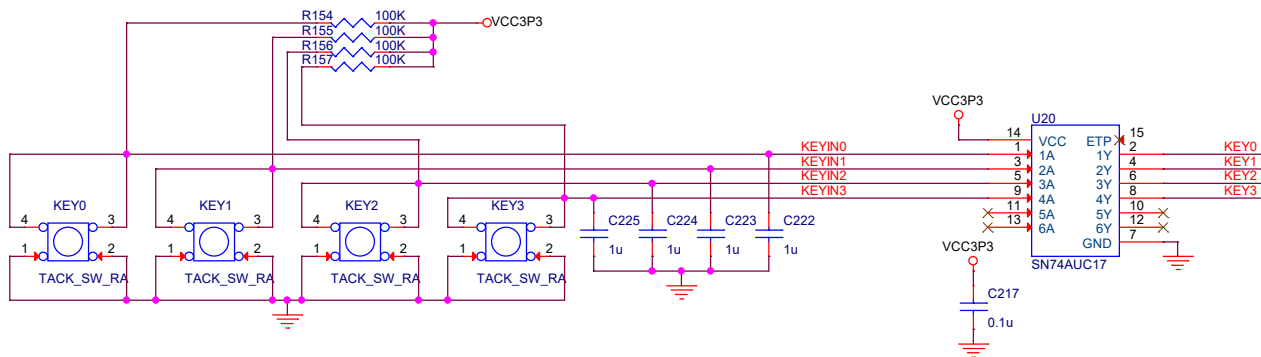 R154 100K
R155 100K
R156 100K
R157 100K
VCC3P3
VCC3P3
U20
14 VCC ETP 15
KEYIN0 1 1A 1Y 2 KEY0
KEYIN1 3 2A 2Y 4 KEY1
KEYIN2 5 3A 3Y 6 KEY2
KEYIN3 9 4A 4Y 8 KEY3
11 5A 5Y 10
13 6A 6Y 12
GND 7
SN74AUC17
KEY0 KEY1 KEY2 KEY3
4 3 4 3 4 3 4 3
1 2 1 2 1 2 1 2
TACK_SW_RA TACK_SW_RA TACK_SW_RA TACK_SW_RA
C225 C224 C223 C222
1u 1u 1u 1u
VCC3P3
C217
0.1u